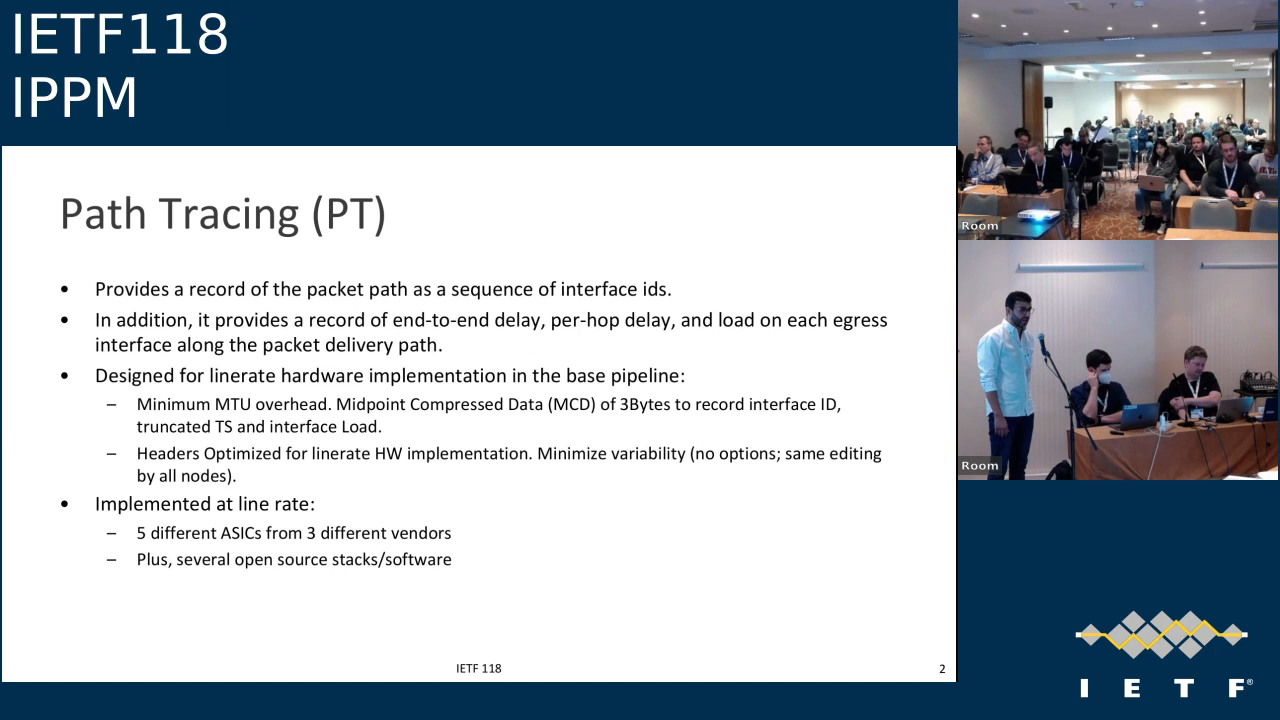 IETF118
IPPM
Path Tracing (PT)
• Provides a record of the packet path as a sequence of interface ids.
• In addition, it provides a record of end-to-end delay, per-hop delay, and load on each egress
interface along the packet delivery path.
• Designed for linerate hardware implementation in the base pipeline:
– Minimum MTU overhead. Midpoint Compressed Data (MCD) of 3Bytes to record interface ID,
truncated TS and interface Load.
– Headers Optimized for linerate HW implementation. Minimize variability (no options; same editing
by all nodes).
• Implemented at line rate:
– 5 different ASICs from 3 different vendors
– Plus, several open source stacks/software
IETF 118
2
Room
Room
I E T F®